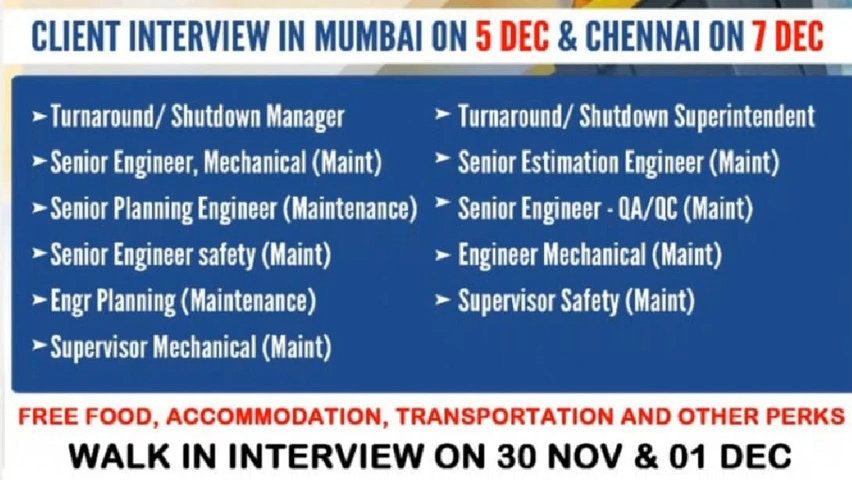 CLIENT INTERVIEW IN MUMBAI ON 5 DEC & CHENNAI ON 7 DEC
➤Turnaround/ Shutdown Manager
➤Senior Engineer, Mechanical (Maint)
➤Senior Planning Engineer (Maintenance)
➤Senior Engineer safety (Maint)
➤Engr Planning (Maintenance)
➤Supervisor Mechanical (Maint)
➤ Turnaround/ Shutdown Superintendent
➤ Senior Estimation Engineer (Maint)
➤ Senior Engineer - QA/QC (Maint)
➤ Engineer Mechanical (Maint)
➤ Supervisor Safety (Maint)
FREE FOOD, ACCOMMODATION, TRANSPORTATION AND OTHER PERKS
WALK IN INTERVIEW ON 30 NOV & 01 DEC